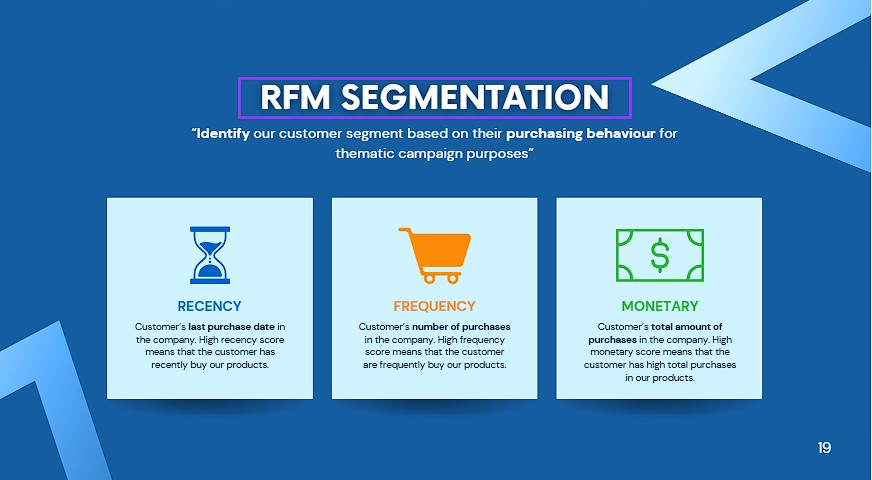 RFM SEGMENTATION
“Identify our customer segment based on their purchasing behaviour for
thematic campaign purposes”
RECENCY
Customer’s last purchase date in
the company. High recency score
means that the customer has
recently buy our products.
FREQUENCY
Customer’s number of purchases
in the company. High frequency
score means that the customer
are frequently buy our products.
MONETARY
Customer’s total amount of
purchases in the company. High
monetary score means that the
customer has high total purchases
in our products.
19